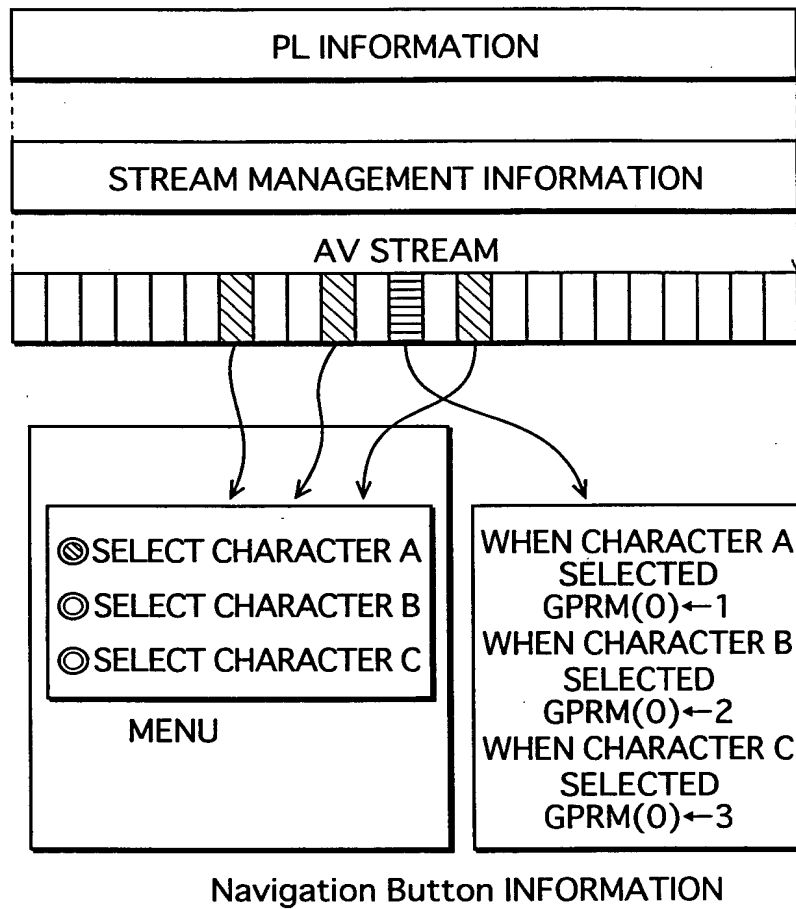 PL INFORMATION
STREAM MANAGEMENT INFORMATION
AV STREAM
SELECT CHARACTER A
SELECT CHARACTER B
SELECT CHARACTER C
MENU
WHEN CHARACTER A
SELECTED
GPRM(0)←1
WHEN CHARACTER B
SELECTED
GPRM(0)←2
WHEN CHARACTER C
SELECTED
GPRM(0)←3
Navigation Button INFORMATION